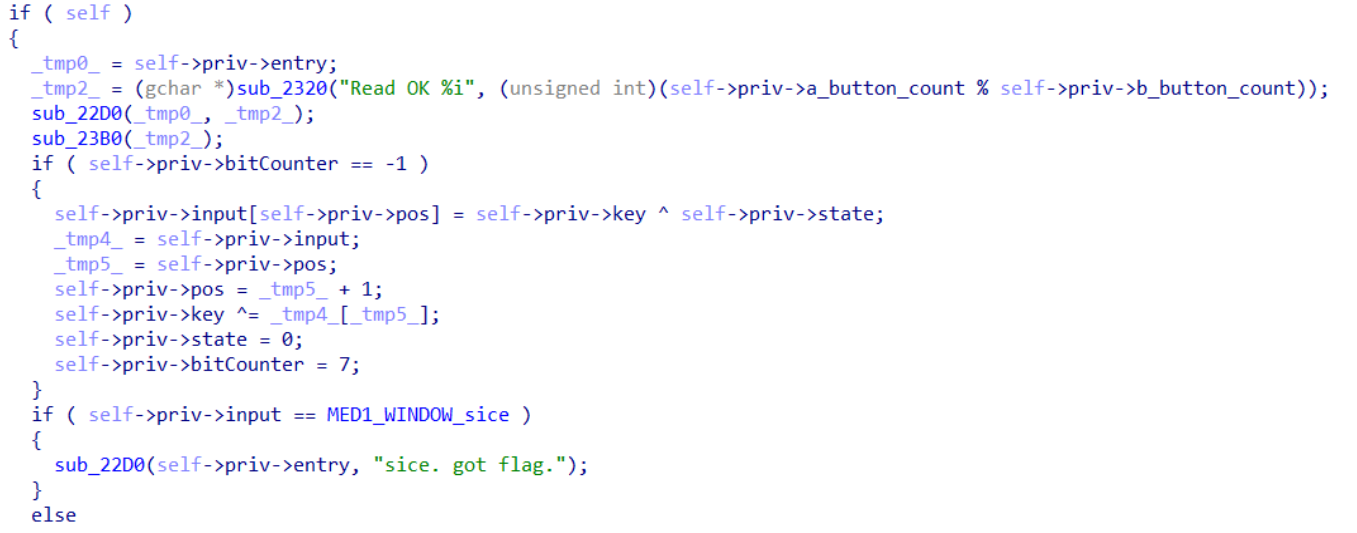 if ( self )
{
_tmp0_ = self->priv->entry;
_tmp2_ = (gchar *)sub_2320("Read OK %i", (unsigned int)(self->priv->a_button_count % self->priv->b_button_count));
sub_22D0(_tmp0_, _tmp2_);
sub_23B0(_tmp2_);
if ( self->priv->bitCounter == -1 )
{
self->priv->input[self->priv->pos] = self->priv->key ^ self->priv->state;
_tmp4_ = self->priv->input;
_tmp5_ = self->priv->pos;
self->priv->pos = _tmp5_ + 1;
self->priv->key ^= _tmp4_[_tmp5_];
self->priv->state = 0;
self->priv->bitCounter = 7;
}
if ( self->priv->input == MED1_WINDOW_sice )
{
sub_22D0(self->priv->entry, "sice. got flag.");
}
else